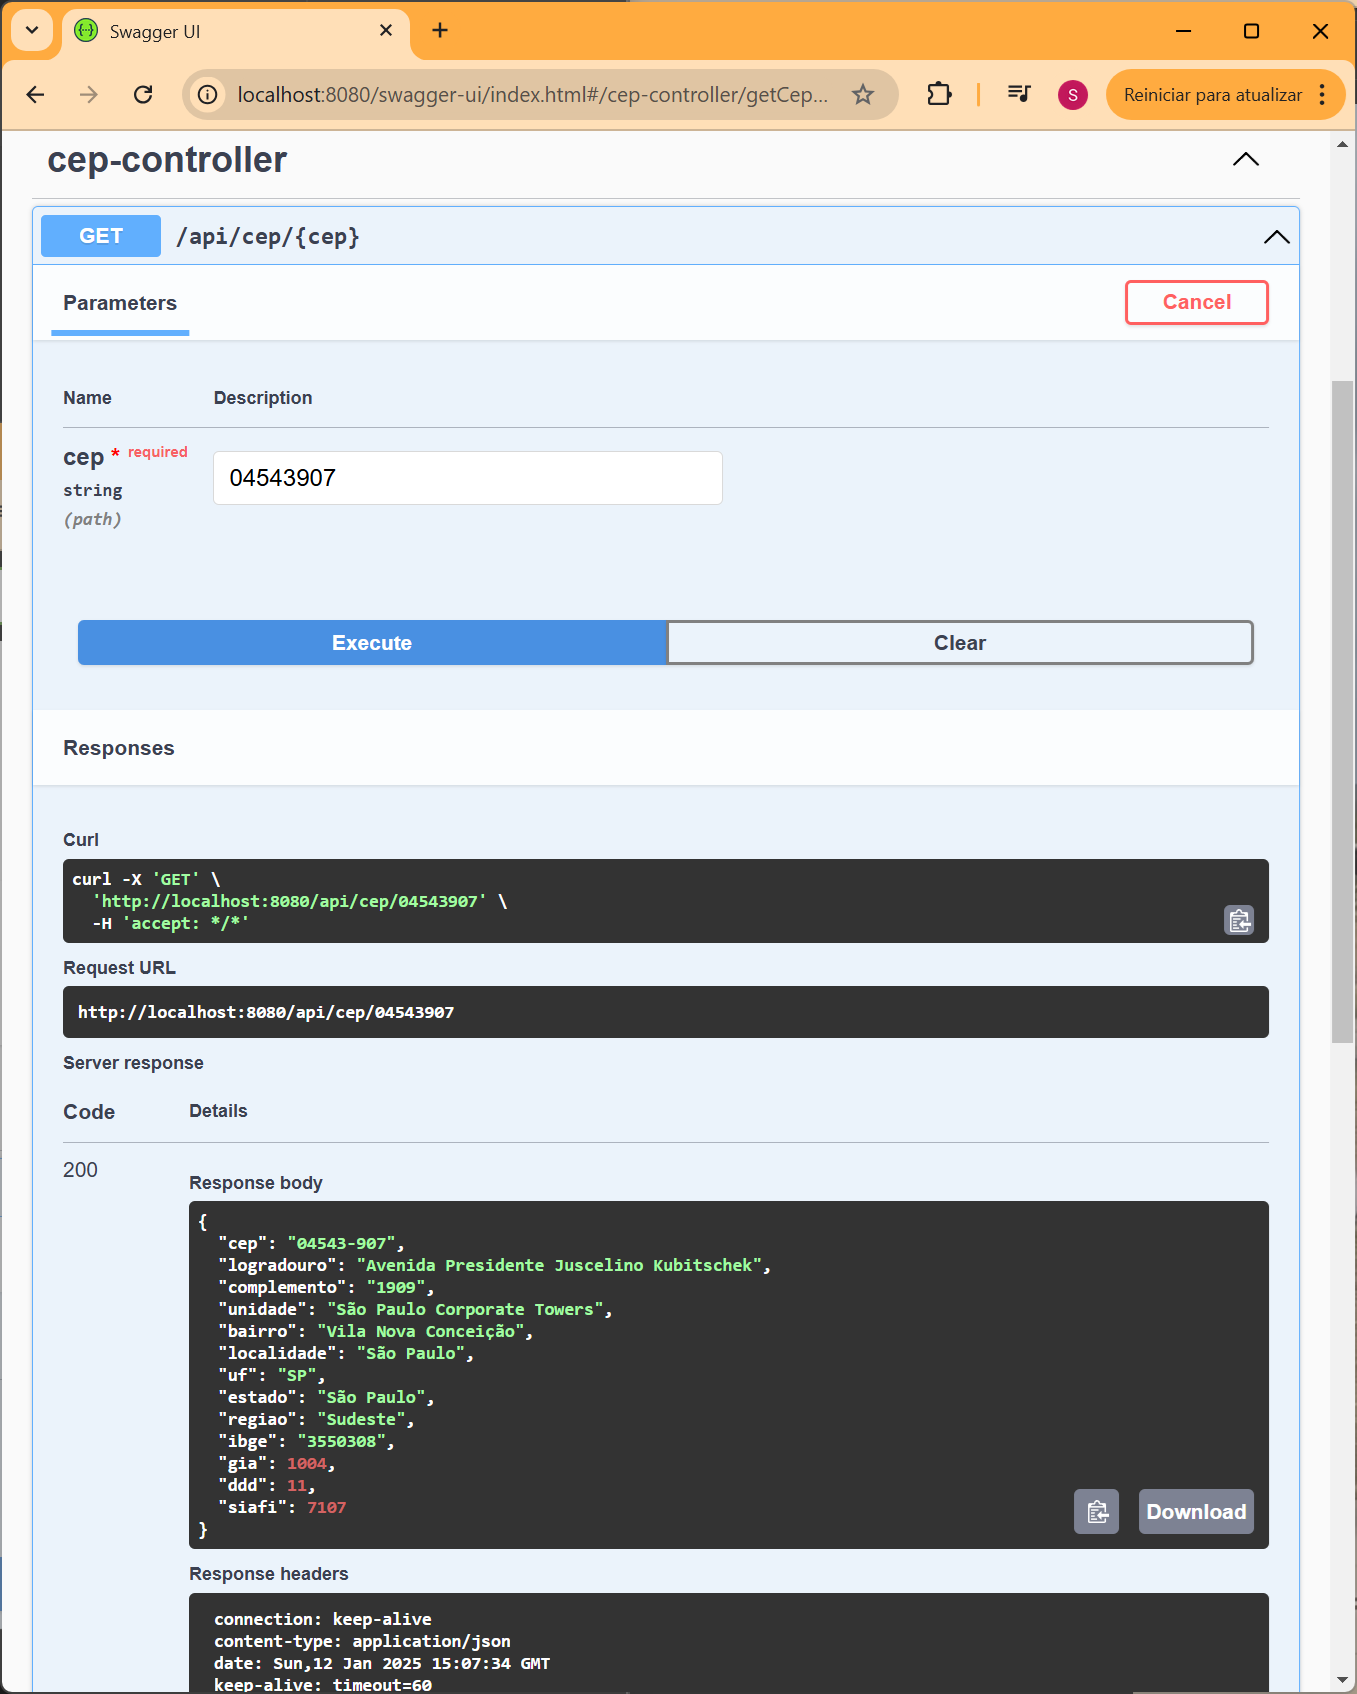 Swagger UI
localhost:8080/swagger-ui/index.html#/cep-controller/getCep...
S
Reiniciar para atualizar
cep-controller
GET /api/cep/{cep}
Parameters
Cancel
Name Description
cep * required
04543907
string
(path)
Execute
Clear
Responses
Curl
curl -X 'GET' \
'http://localhost:8080/api/cep/04543907' \
-H 'accept: */*'
Request URL
http://localhost:8080/api/cep/04543907
Server response
Code Details
200
Response body
{
"cep": "04543-907",
"logradouro": "Avenida Presidente Juscelino Kubitschek",
"complemento": "1909",
"unidade": "São Paulo Corporate Towers",
"bairro": "Vila Nova Conceição",
"localidade": "São Paulo",
"uf": "SP",
"estado": "São Paulo",
"regiao": "Sudeste",
"ibge": "3550308",
"gia": 1004,
"ddd": 11,
"siafi": 7107
}
Download
Response headers
connection: keep-alive
content-type: application/json
date: Sun,12 Jan 2025 15:07:34 GMT
keep-alive: timeout=60